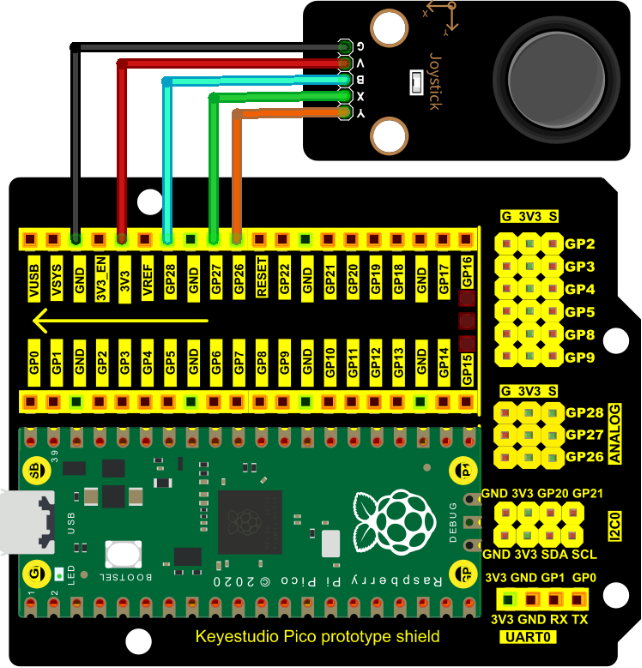 G
V
B
X
Y
X
Y
Joystick
VUSB
VSYS
GND
3V3_EN
3V3
VREF
GP28
GND
GP27
GP26
RESET
GP22
GND
GP21
GP20
GP19
GP18
GND
GP17
GP16
GP0
GP1
GND
GP2
GP3
GP4
GP5
GND
GP6
GP7
GP8
GP9
GND
GP10
GP11
GP12
GP13
GND
GP14
GP15
G 3V3 S
GP2
GP3
GP4
GP5
GP8
GP9
G 3V3 S
GP28
GP27
GP26
ANALOG
GND 3V3 GP20 GP21
GND 3V3 SDA SCL
I2C0
3V3 GND GP1 GP0
3V3 GND RX TX
UART0
39
USB
1
2
LED
BOOTSEL
DEBUG
Raspberry Pi Pico © 2020
Keyestudio Pico prototype shield